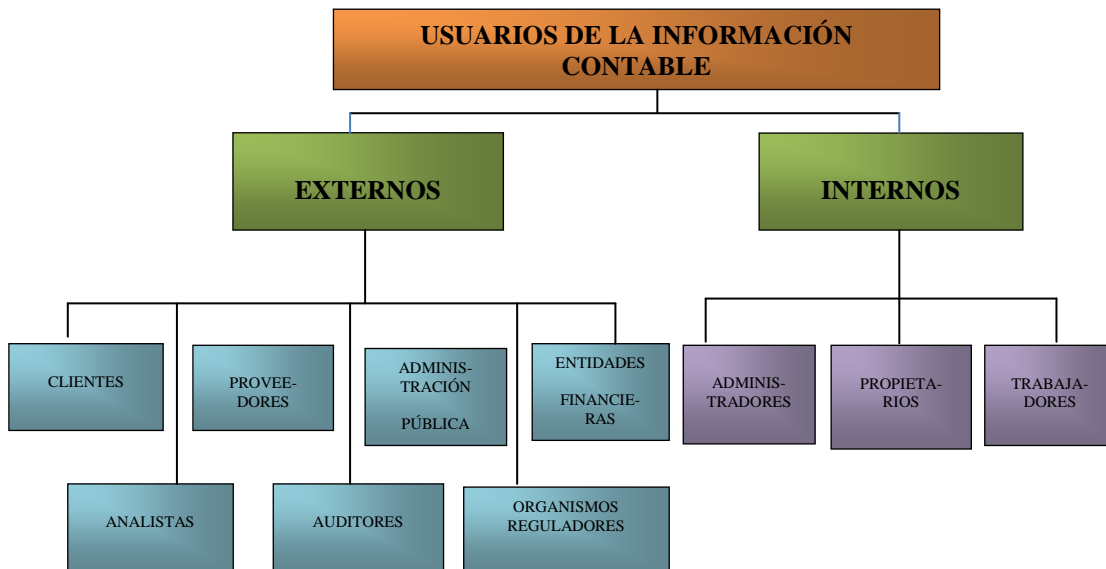 USUARIOS DE LA INFORMACIÓN
CONTABLE
EXTERNOS
INTERNOS
CLIENTES
PROVEE-
DORES
ADMINIS-
TRACIÓN
PÚBLICA
ENTIDADES
FINANCIE-
RAS
ADMINIS-
TRADORES
PROPIETA-
RIOS
TRABAJA-
DORES
ANALISTAS
AUDITORES
ORGANISMOS
REGULADORES